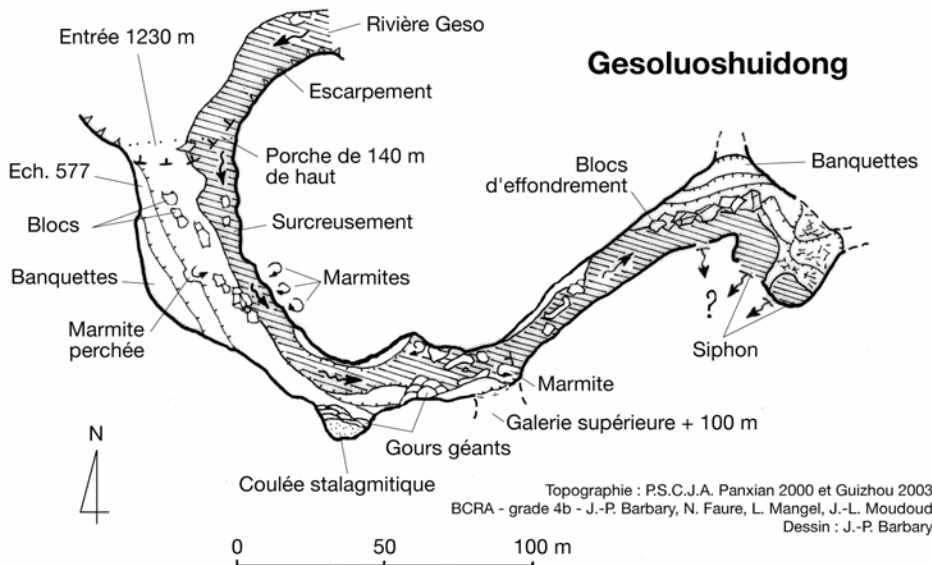 Rivière Geso
Entrée 1230 m
Gesoluoshuidong
Escarpement
Porche de 140 m
de haut
Ech. 577
Blocs
d'effondrement
Banquettes
Blocs
Surcreusement
Banquettes
Marmites
?
Marmite
perchée
Siphon
Marmite
Galerie supérieure + 100 m
N
Gours géants
Coulée stalagmitique
Topographie : P.S.C.J.A. Panxian 2000 et Guizhou 2003
BCRA - grade 4b - J.-P. Barbary, N. Faure, L. Mangel, J.-L. Moudoud
Dessin : J.-P. Barbary
0 50 100 m